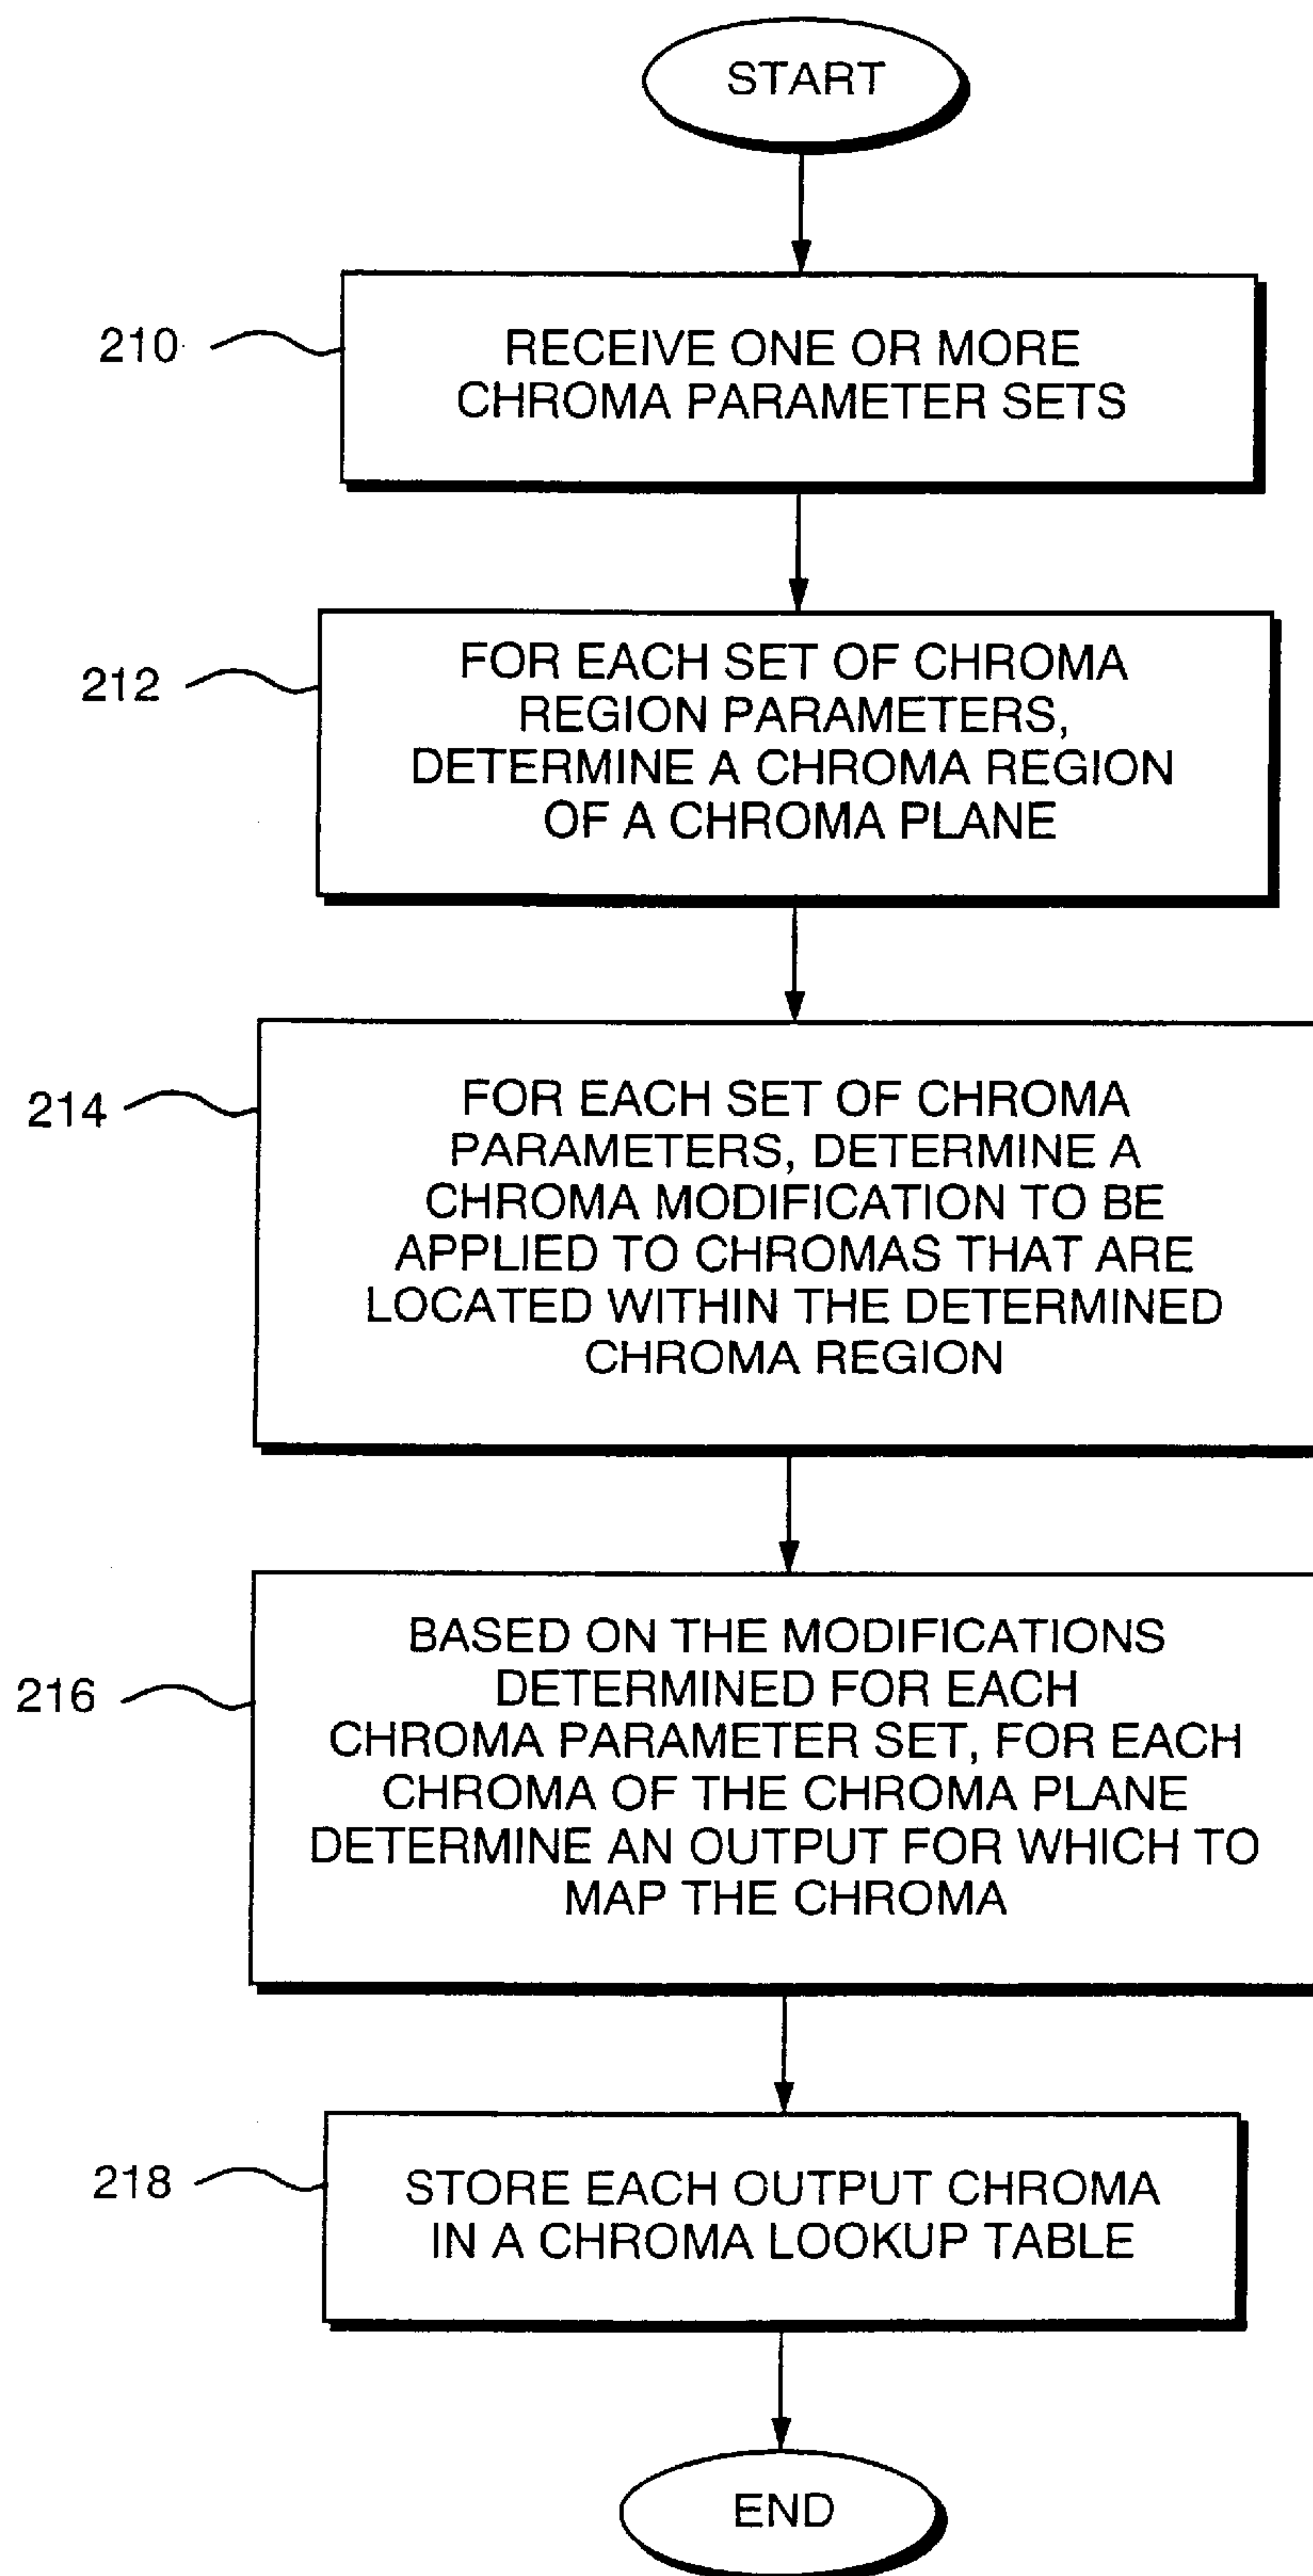 START
210
RECEIVE ONE OR MORE
CHROMA PARAMETER SETS
212
FOR EACH SET OF CHROMA
REGION PARAMETERS,
DETERMINE A CHROMA REGION
OF A CHROMA PLANE
214
FOR EACH SET OF CHROMA
PARAMETERS, DETERMINE A
CHROMA MODIFICATION TO BE
APPLIED TO CHROMAS THAT ARE
LOCATED WITHIN THE DETERMINED
CHROMA REGION
216
BASED ON THE MODIFICATIONS
DETERMINED FOR EACH
CHROMA PARAMETER SET, FOR EACH
CHROMA OF THE CHROMA PLANE
DETERMINE AN OUTPUT FOR WHICH TO
MAP THE CHROMA
218
STORE EACH OUTPUT CHROMA
IN A CHROMA LOOKUP TABLE
END